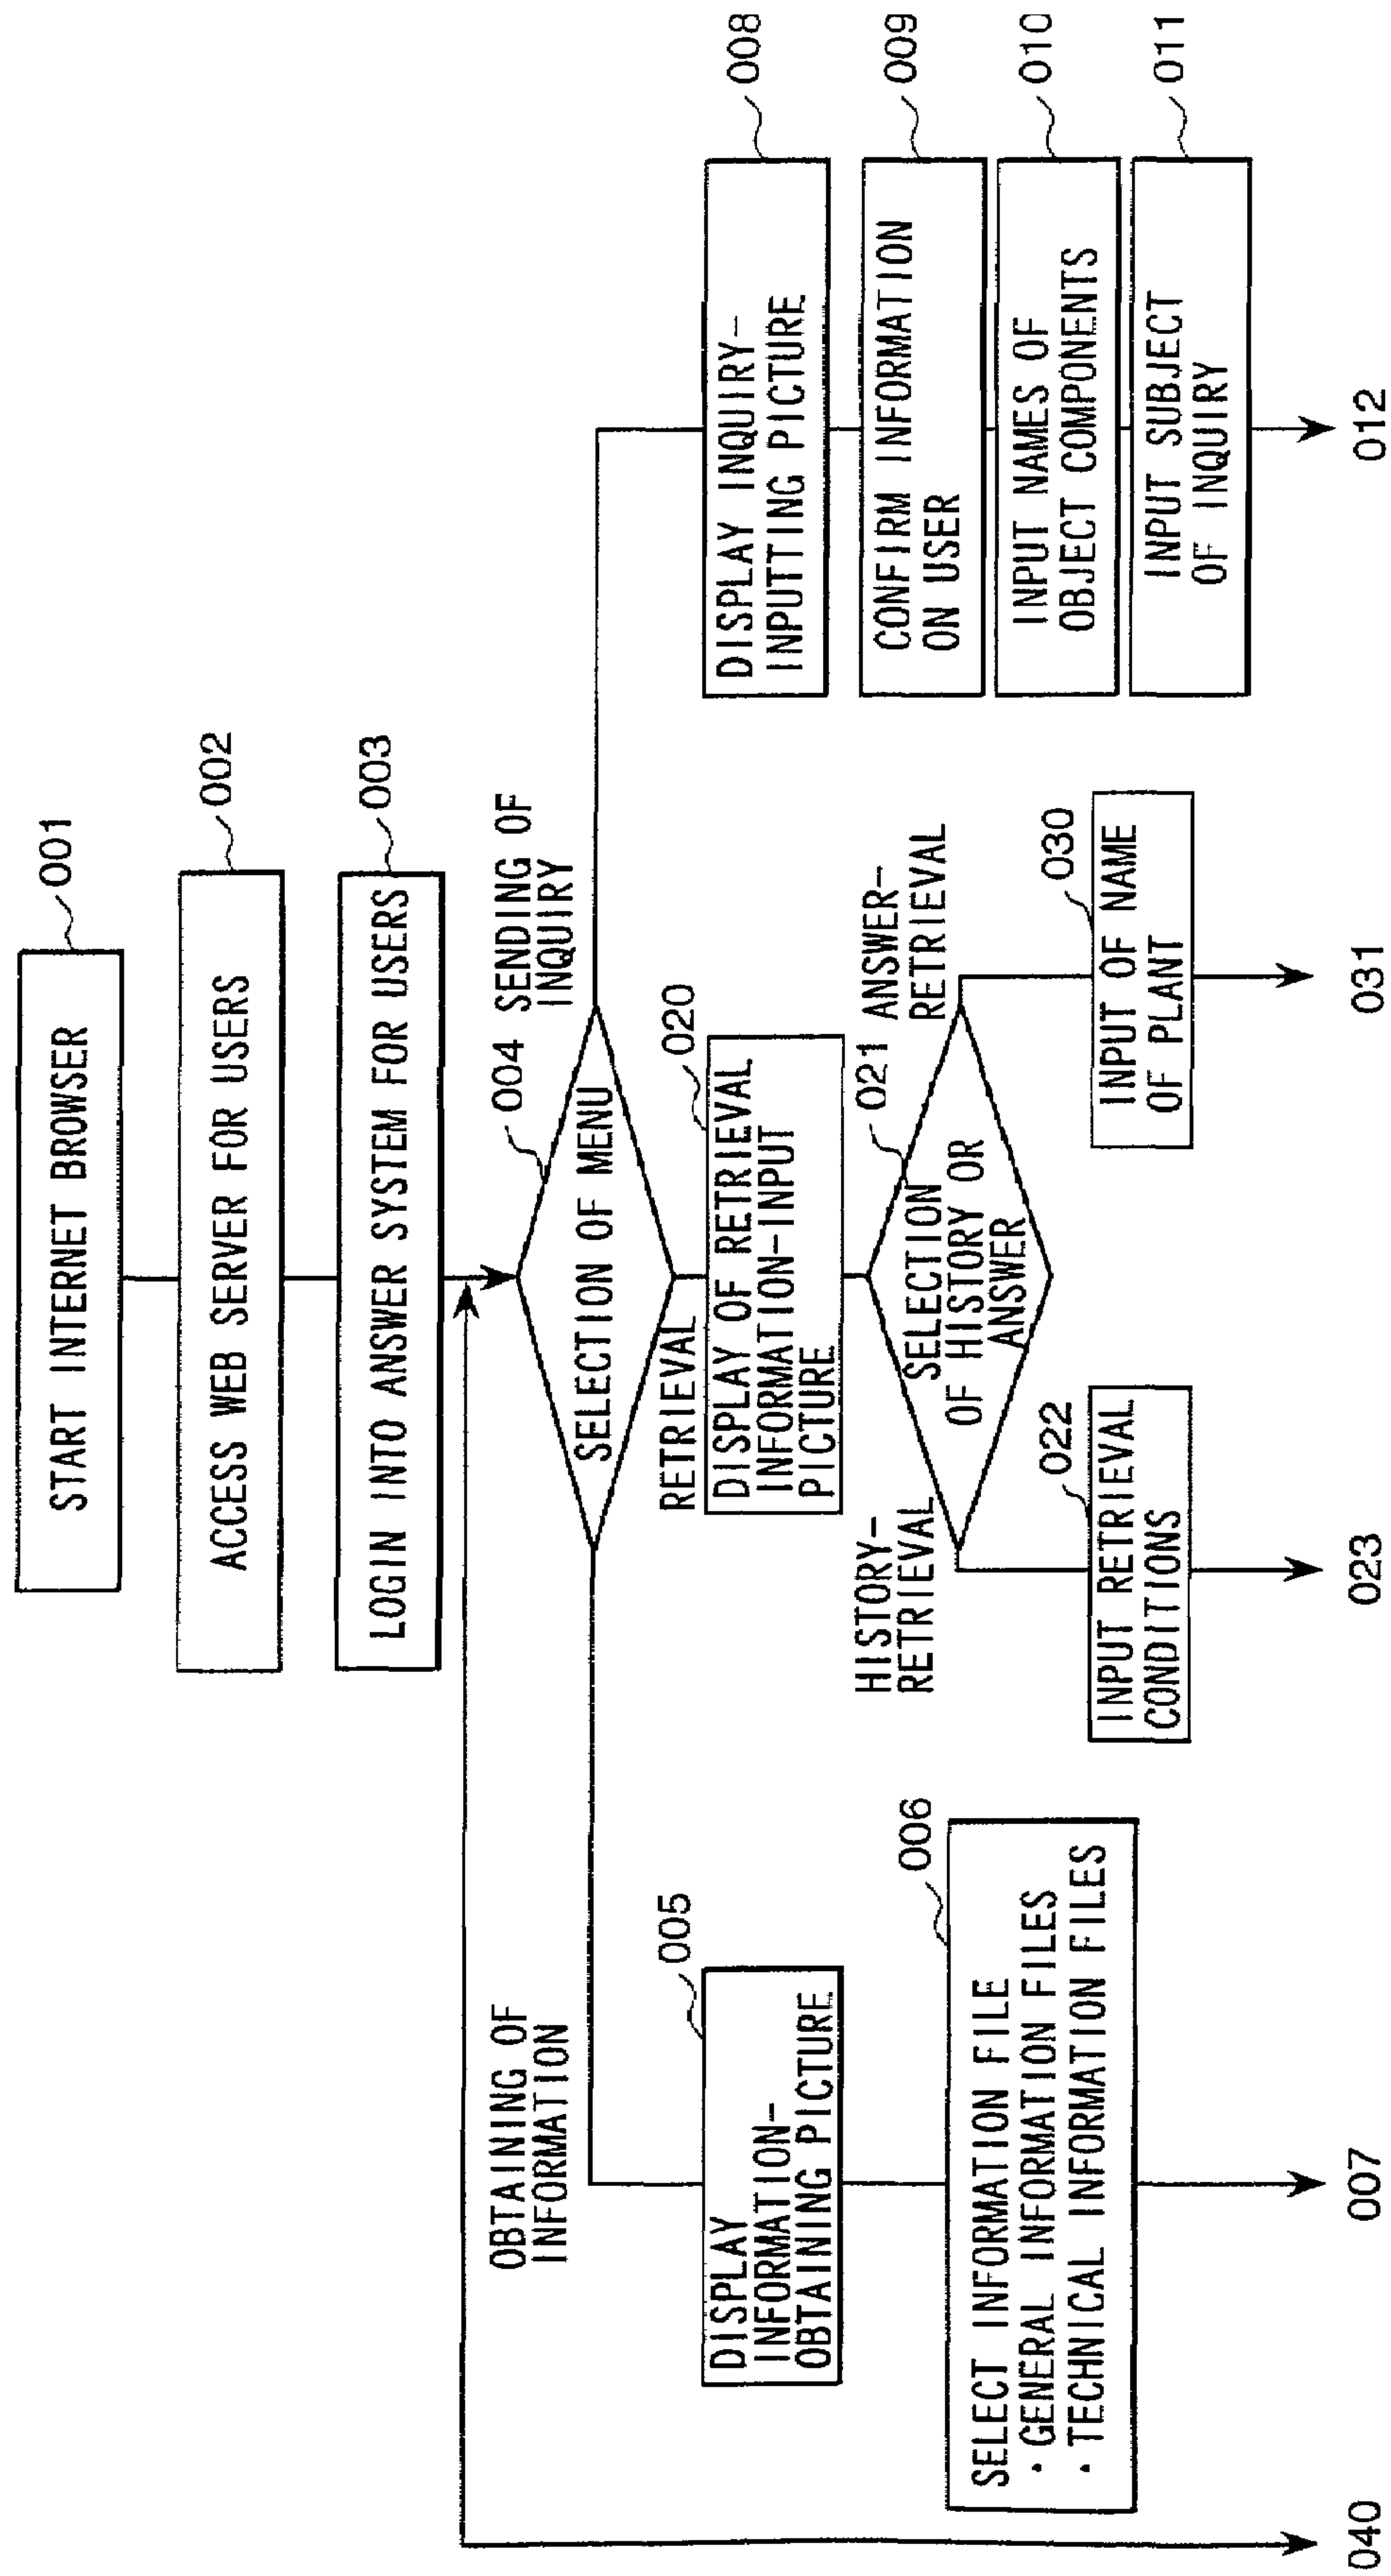 START INTERNET BROWSER
001
ACCESS WEB SERVER FOR USERS
002
LOGIN INTO ANSWER SYSTEM FOR USERS
003
SELECTION OF MENU
004
OBTAINING OF
INFORMATION
RETRIEVAL
SENDING OF
INQUIRY
DISPLAY
INFORMATION-
OBTAINING PICTURE
005
DISPLAY OF RETRIEVAL
INFORMATION-INPUT
PICTURE
020
DISPLAY INQUIRY-
INPUTTING PICTURE
008
SELECT INFORMATION FILE
· GENERAL INFORMATION FILES
· TECHNICAL INFORMATION FILES
006
HISTORY-
RETRIEVAL
SELECTION
OF HISTORY OR
ANSWER
021
ANSWER-
RETRIEVAL
CONFIRM INFORMATION
ON USER
009
INPUT NAMES OF
OBJECT COMPONENTS
010
INPUT RETRIEVAL
CONDITIONS
022
INPUT OF NAME
OF PLANT
030
INPUT SUBJECT
OF INQUIRY
011
040
007
023
031
012